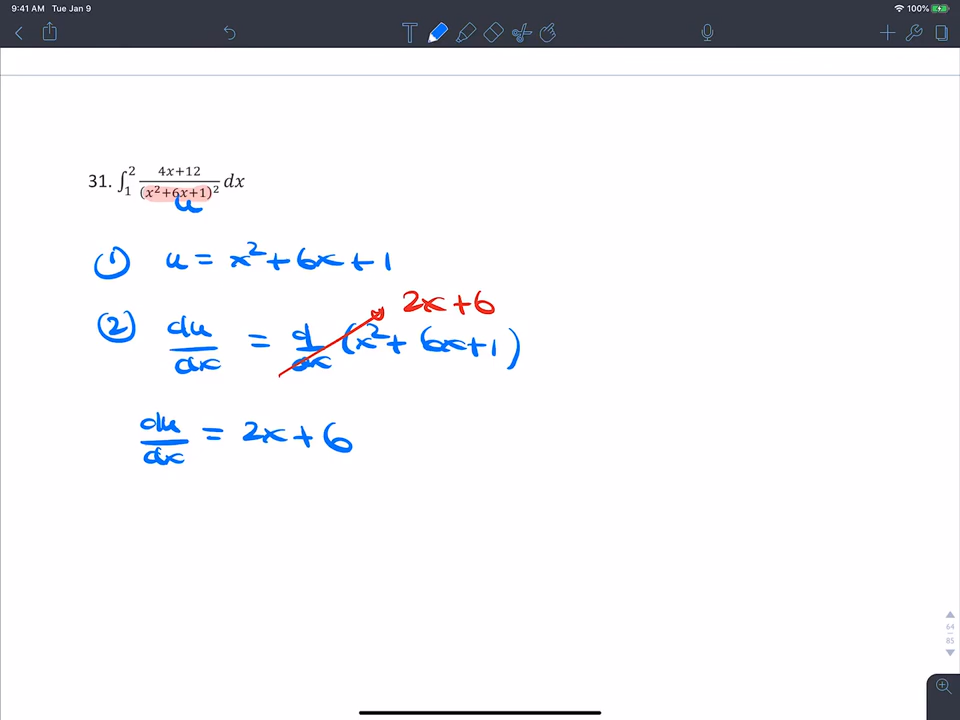 9:41 AM Tue Jan 9
100%
T
31. ∫₁² (4x+12)/(x²+6x+1)² dx
u
① u = x²+6x+1
2x+6
② du/dx = d/dx (x²+6x+1)
du/dx = 2x+6
64
85